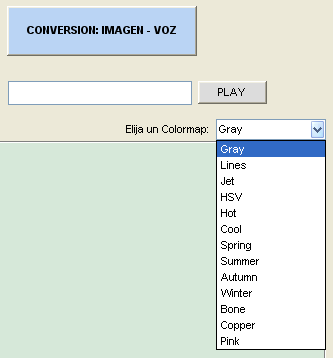 CONVERSION: IMAGEN - VOZ
PLAY
Elija un Colormap: Gray
Gray
Lines
Jet
HSV
Hot
Cool
Spring
Summer
Autumn
Winter
Bone
Copper
Pink